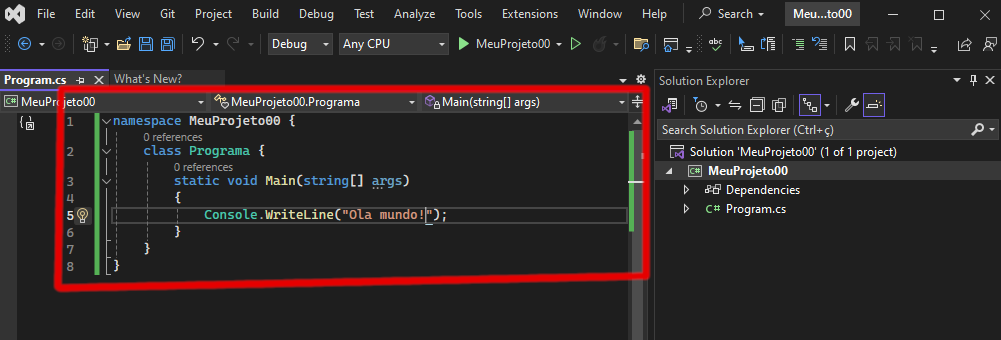 File Edit View Git Project Build Debug Test Analyze Tools Extensions Window Help Search Meu...to00
Debug Any CPU MeuProjeto00
Program.cs What's New?
MeuProjeto00 MeuProjeto00.Programa Main(string[] args)
1 namespace MeuProjeto00 {
0 references
2 class Programa {
0 references
3 static void Main(string[] args)
4 {
5 Console.WriteLine("Ola mundo!");
6 }
7 }
8 }
Solution Explorer
Search Solution Explorer (Ctrl+ç)
Solution 'MeuProjeto00' (1 of 1 project)
MeuProjeto00
Dependencies
Program.cs